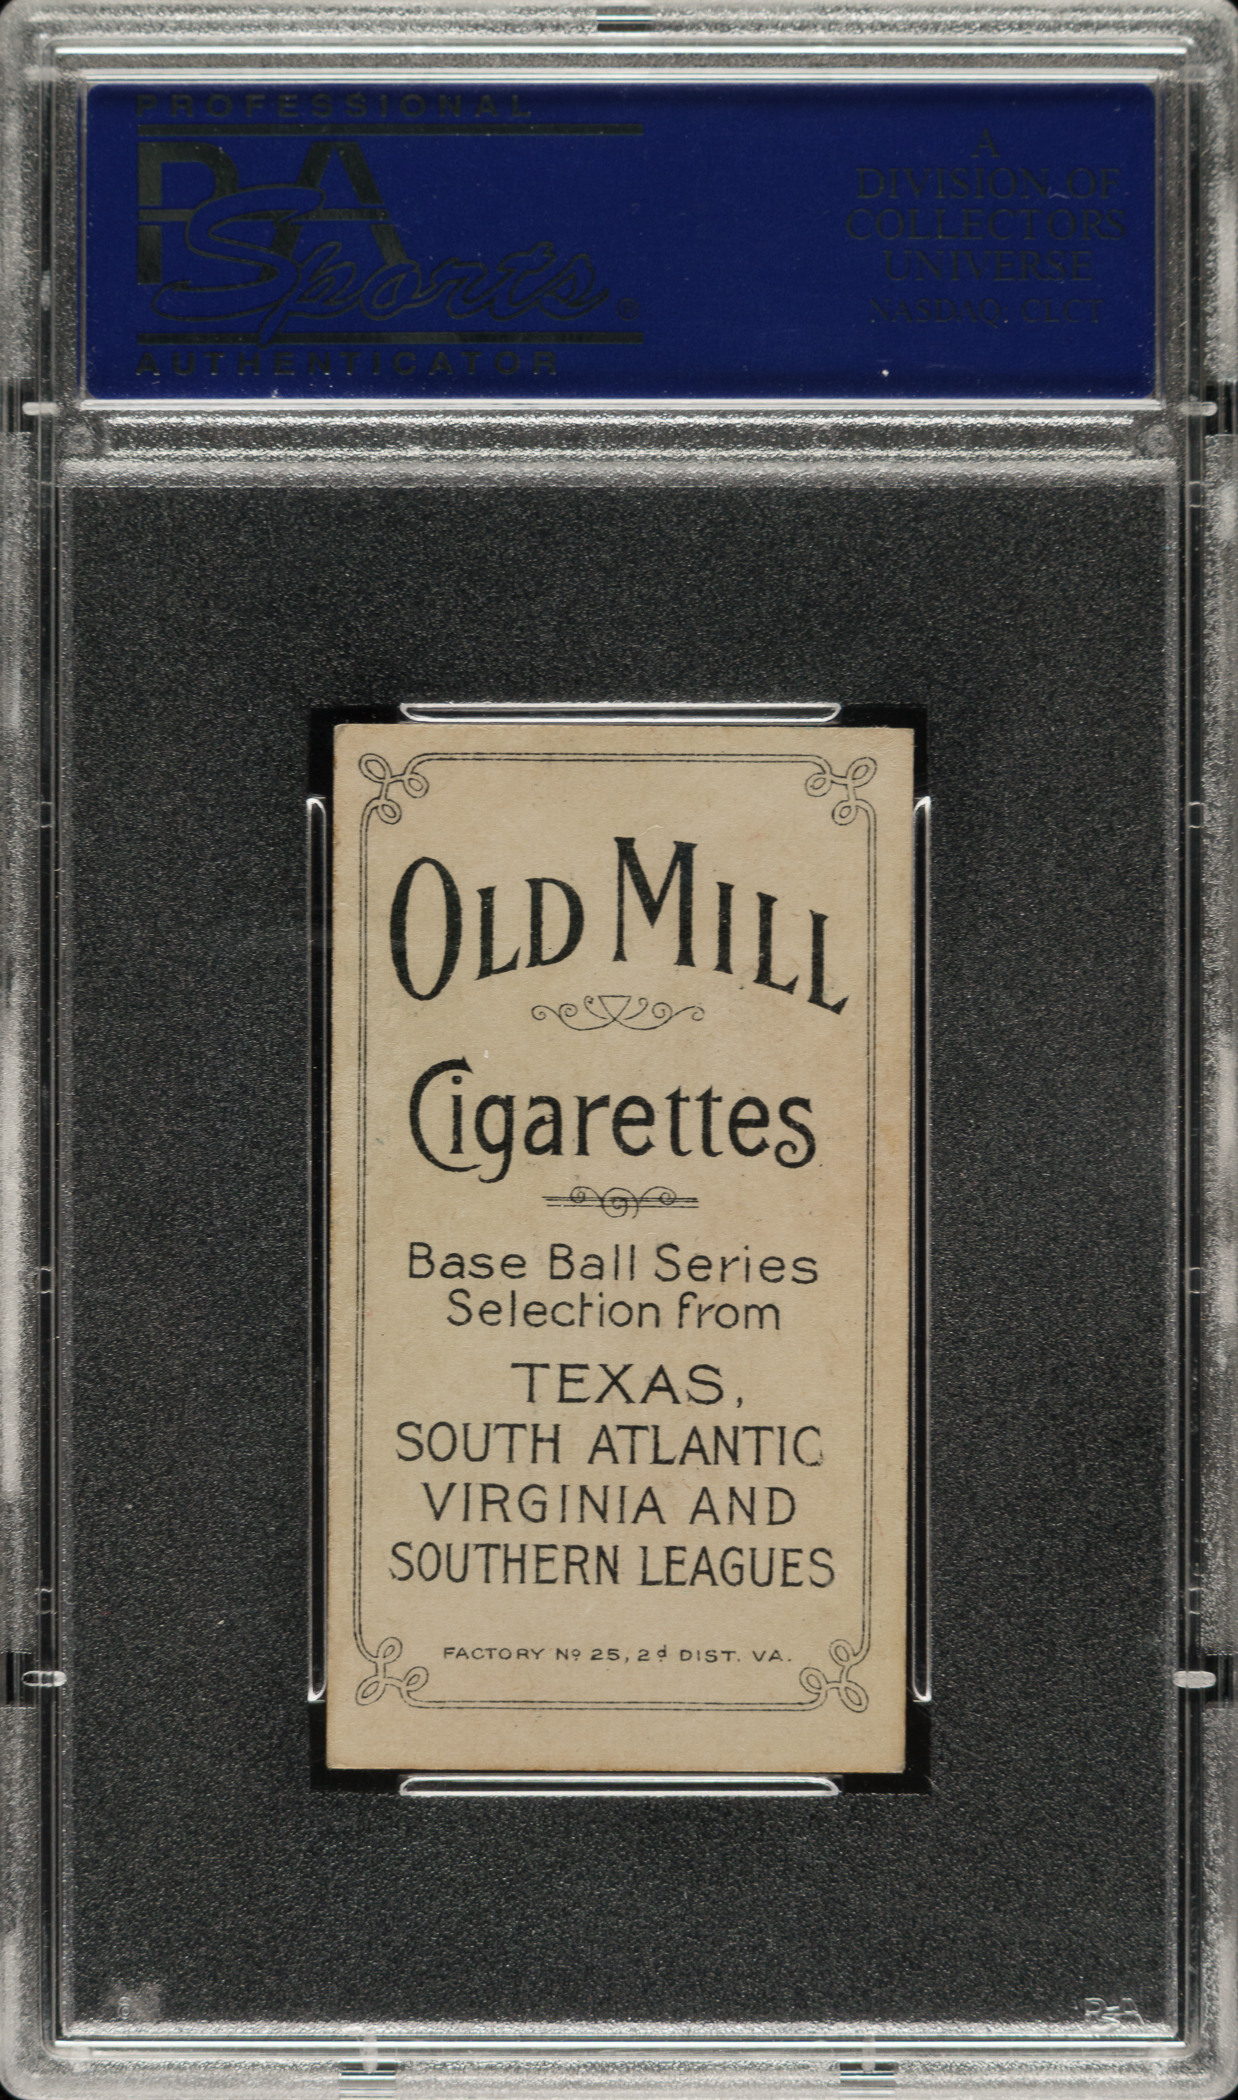 PROFESSIONAL
PSA
Sports®
AUTHENTICATOR
A
DIVISION OF
COLLECTORS
UNIVERSE
NASDAQ: CLCT
OLD MILL
Cigarettes
Base Ball Series
Selection from
TEXAS,
SOUTH ATLANTIC
VIRGINIA AND
SOUTHERN LEAGUES
FACTORY Nº 25, 2d DIST. VA.
PSA